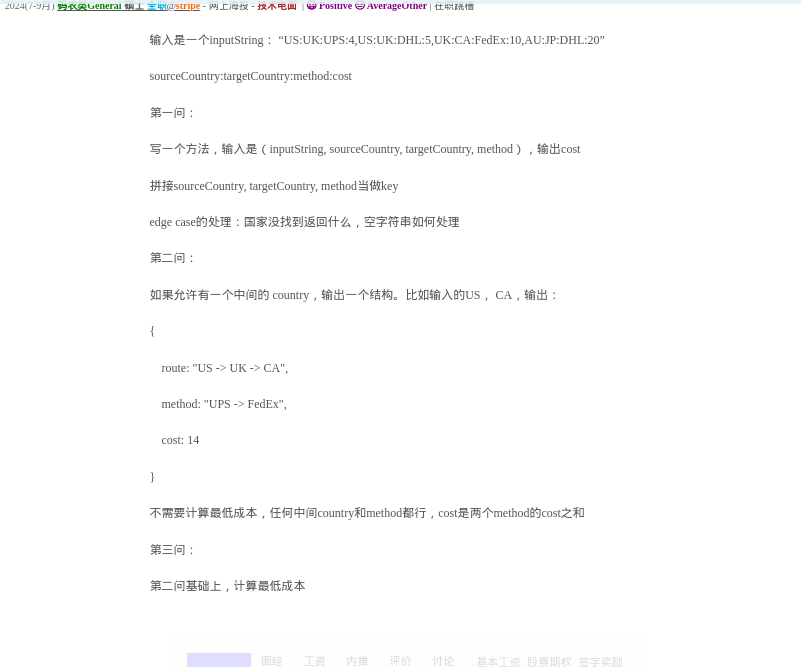 2024(7-9月) 码农类General 硕士 全职@stripe - 网上海投 - 技术电面 | 😃 Positive 😐 AverageOther | 在职跳槽
输入是一个inputString： “US:UK:UPS:4,US:UK:DHL:5,UK:CA:FedEx:10,AU:JP:DHL:20”
sourceCountry:targetCountry:method:cost
第一问：
写一个方法，输入是（inputString, sourceCountry, targetCountry, method），输出cost
拼接sourceCountry, targetCountry, method当做key
edge case的处理：国家没找到返回什么，空字符串如何处理
第二问：
如果允许有一个中间的 country，输出一个结构。比如输入的US， CA，输出：
{
route: "US -> UK -> CA",
method: "UPS -> FedEx",
cost: 14
}
不需要计算最低成本，任何中间country和method都行，cost是两个method的cost之和
第三问：
第二问基础上，计算最低成本
面经 工资 内推 评价 讨论 基本工资 股票期权 签字奖励